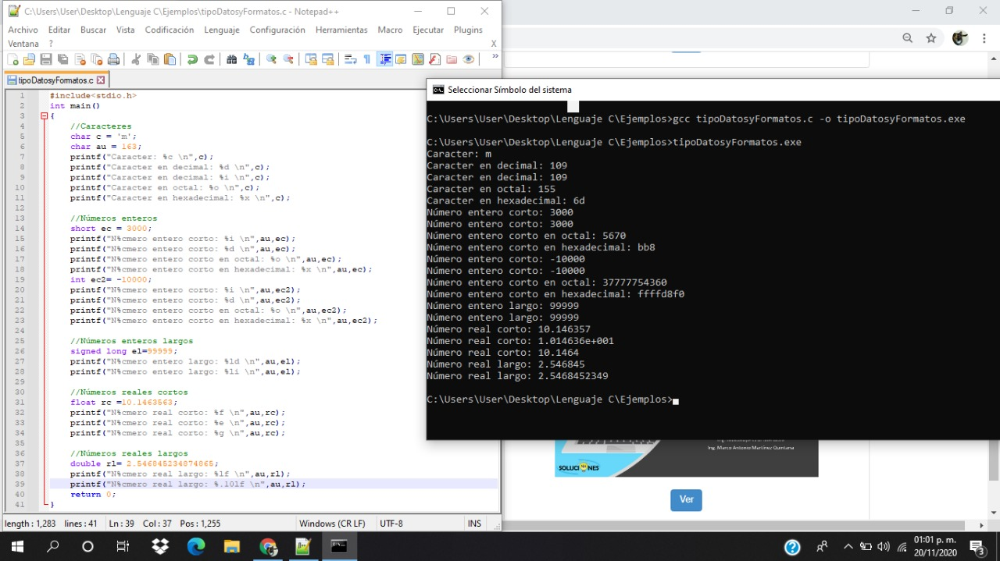 C:\Users\User\Desktop\Lenguaje C\Ejemplos\tipoDatosyFormatos.c - Notepad++
Archivo Editar Buscar Vista Codificación Lenguaje Configuración Herramientas Macro Ejecutar Plugins
Ventana ? X
tipoDatosyFormatos.c
1 #include<stdio.h>
2 int main()
3 {
4 //Caracteres
5 char c = 'm';
6 char au = 163;
7 printf("Caracter: %c \n",c);
8 printf("Caracter en decimal: %d \n",c);
9 printf("Caracter en decimal: %i \n",c);
10 printf("Caracter en octal: %o \n",c);
11 printf("Caracter en hexadecimal: %x \n",c);
12
13 //Números enteros
14 short ec = 3000;
15 printf("N%cmero entero corto: %i \n",au,ec);
16 printf("N%cmero entero corto: %d \n",au,ec);
17 printf("N%cmero entero corto en octal: %o \n",au,ec);
18 printf("N%cmero entero corto en hexadecimal: %x \n",au,ec);
19 int ec2= -10000;
20 printf("N%cmero entero corto: %i \n",au,ec2);
21 printf("N%cmero entero corto: %d \n",au,ec2);
22 printf("N%cmero entero corto en octal: %o \n",au,ec2);
23 printf("N%cmero entero corto en hexadecimal: %x \n",au,ec2);
24
25 //Números enteros largos
26 signed long el=99999;
27 printf("N%cmero entero largo: %ld \n",au,el);
28 printf("N%cmero entero largo: %li \n",au,el);
29
30 //Números reales cortos
31 float rc =10.1463563;
32 printf("N%cmero real corto: %f \n",au,rc);
33 printf("N%cmero real corto: %e \n",au,rc);
34 printf("N%cmero real corto: %g \n",au,rc);
35
36 //Números reales largos
37 double rl= 2.546845234874865;
38 printf("N%cmero real largo: %lf \n",au,rl);
39 printf("N%cmero real largo: %.10lf \n",au,rl);
40 return 0;
41 }
length : 1,283 lines : 41 Ln : 39 Col : 37 Pos : 1,255 Windows (CR LF) UTF-8 INS
Seleccionar Símbolo del sistema
C:\Users\User\Desktop\Lenguaje C\Ejemplos>gcc tipoDatosyFormatos.c -o tipoDatosyFormatos.exe
C:\Users\User\Desktop\Lenguaje C\Ejemplos>tipoDatosyFormatos.exe
Caracter: m
Caracter en decimal: 109
Caracter en decimal: 109
Caracter en octal: 155
Caracter en hexadecimal: 6d
Número entero corto: 3000
Número entero corto: 3000
Número entero corto en octal: 5670
Número entero corto en hexadecimal: bb8
Número entero corto: -10000
Número entero corto: -10000
Número entero corto en octal: 37777754360
Número entero corto en hexadecimal: ffffd8f0
Número entero largo: 99999
Número entero largo: 99999
Número real corto: 10.146357
Número real corto: 1.014636e+001
Número real corto: 10.1464
Número real largo: 2.546845
Número real largo: 2.5468452349
C:\Users\User\Desktop\Lenguaje C\Ejemplos>
Ing. Marco Antonio Martínez Quintana
SOLUCIONES
Ver
01:01 p. m.
20/11/2020
3